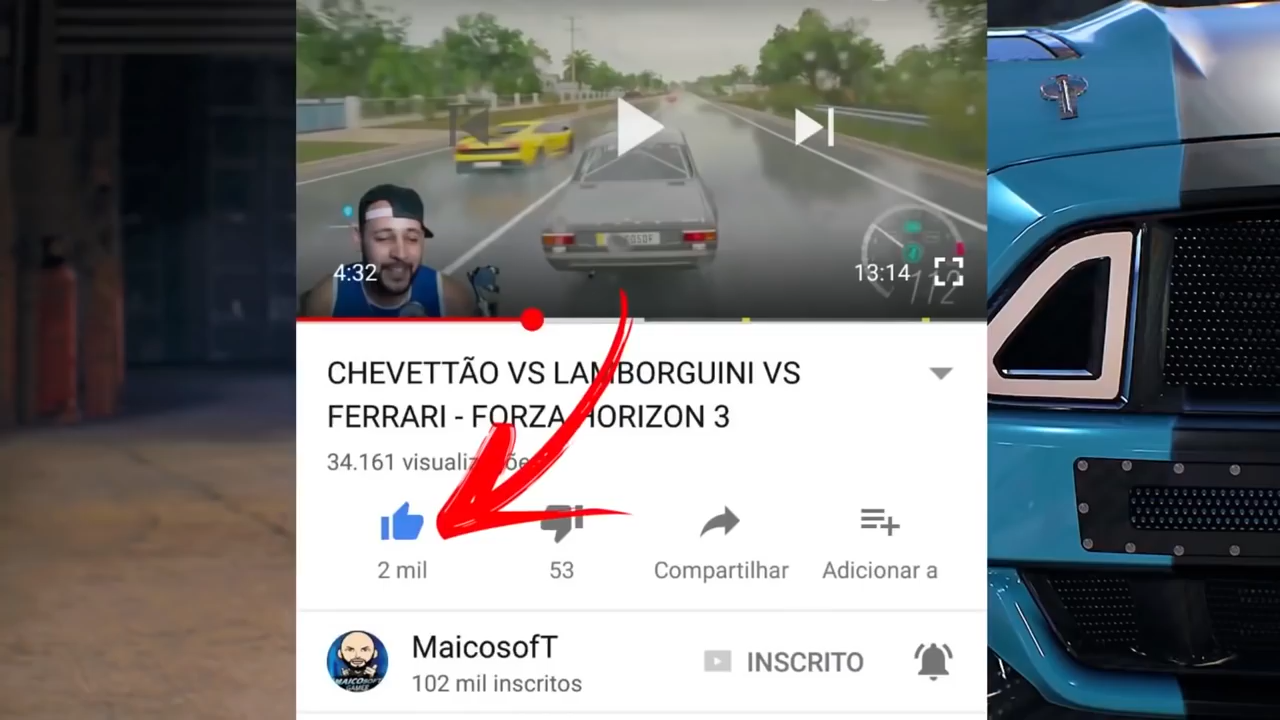 112
4:32
13:14
CHEVETTÃO VS LAMBORGUINI VS
FERRARI - FORZA HORIZON 3
34.161 visualizações
2 mil
53
Compartilhar
Adicionar a
MaicosofT
102 mil inscritos
INSCRITO